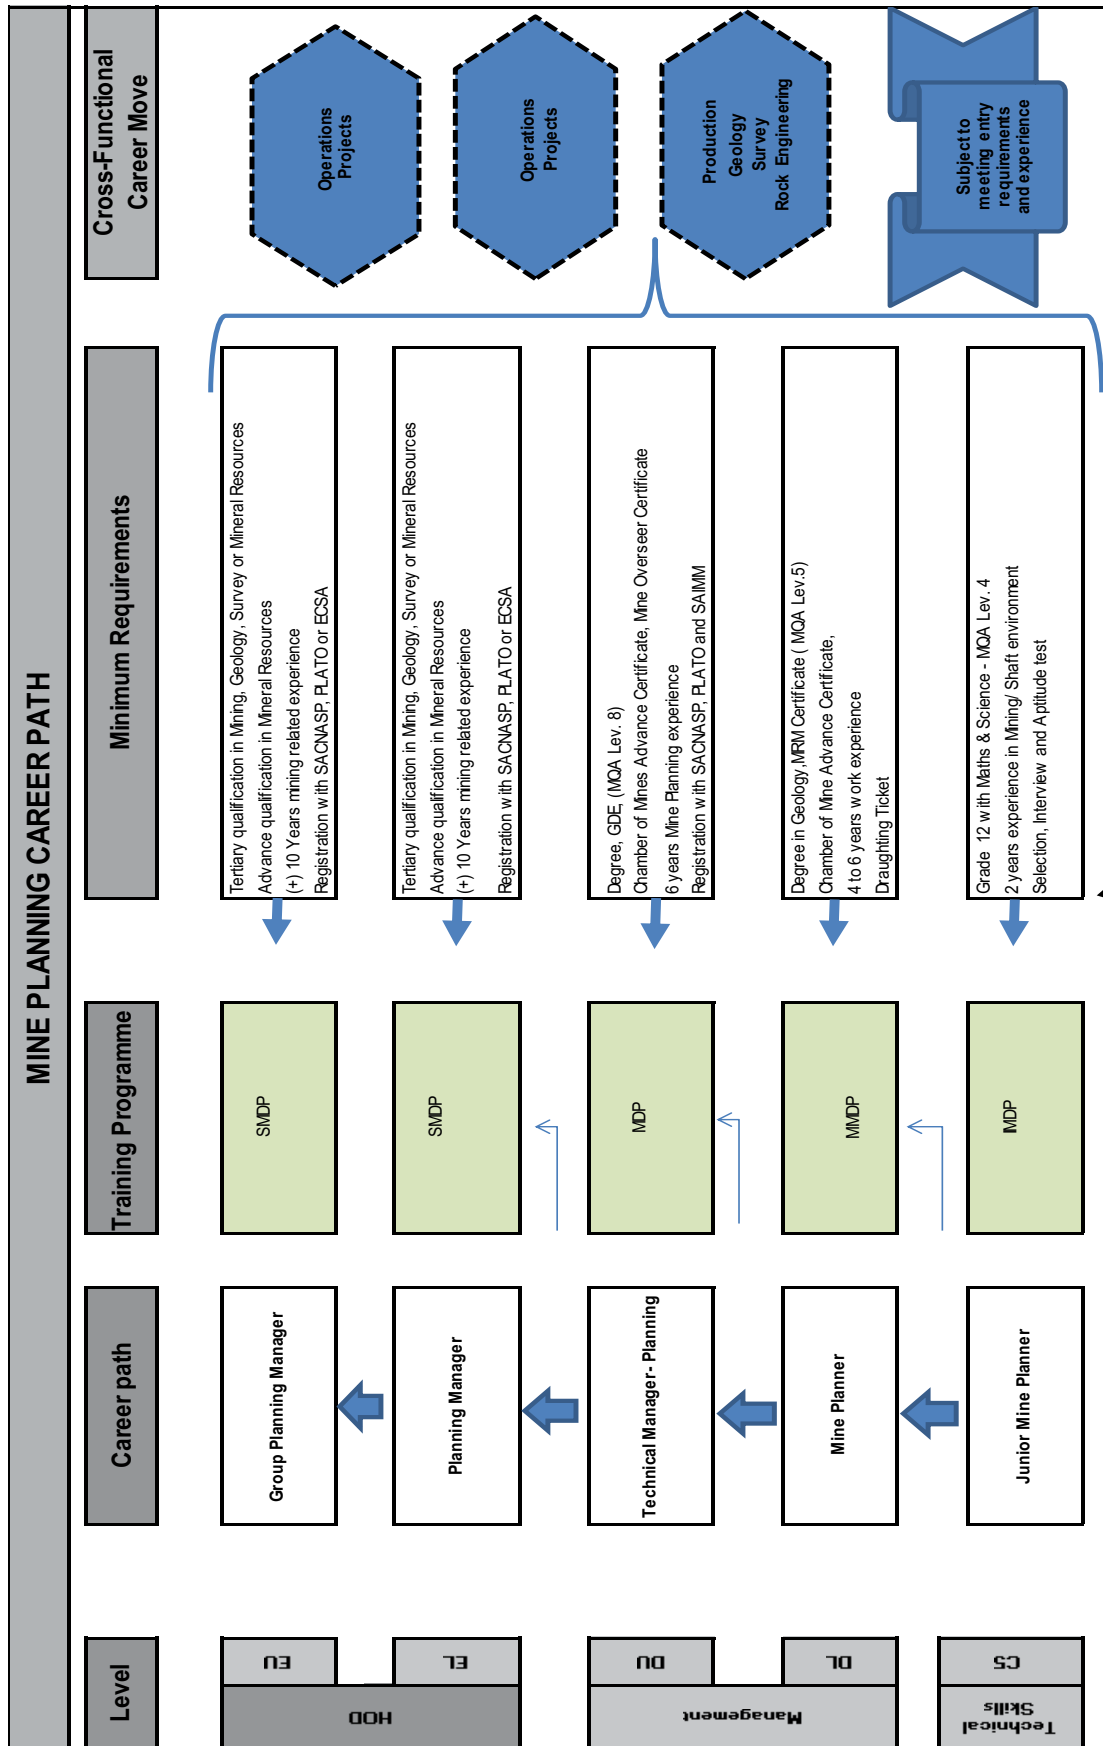 MINE PLANNING CAREER PATH
Level
Career path
Training Programme
Minimum Requirements
Cross-Functional
Career Move
HOD
EU
Group Planning Manager
SMDP
Tertiary qualification in Mining, Geology, Survey or Mineral Resources
Advance qualification in Mineral Resources
(+) 10 Years mining related experience
Registration with SACNASP, PLATO or ECSA
Operations
Projects
EL
Planning Manager
SMDP
Tertiary qualification in Mining, Geology, Survey or Mineral Resources
Advance qualification in Mineral Resources
(+) 10 Years mining related experience
Registration with SACNASP, PLATO or ECSA
Operations
Projects
Management
DU
Technical Manager- Planning
MDP
Degree, GDE, (MQA Lev. 8)
Chamber of Mines Advance Certificate, Mine Overseer Certificate
6 years Mine Planning experience
Registration with SACNASP, PLATO and SAIMM
Production
Geology
Survey
Rock Engineering
DL
Mine Planner
MMDP
Degree in Geology,MRM Certificate ( MQA Lev.5)
Chamber of Mine Advance Certificate,
4 to 6 years work experience
Draughting Ticket
Technical
Skills
C5
Junior Mine Planner
IMDP
Grade 12 with Maths & Science - MQA Lev. 4
2 years experience in Mining/ Shaft environment
Selection, Interview and Aptitude test
Subject to
meeting entry
requirements
and experience